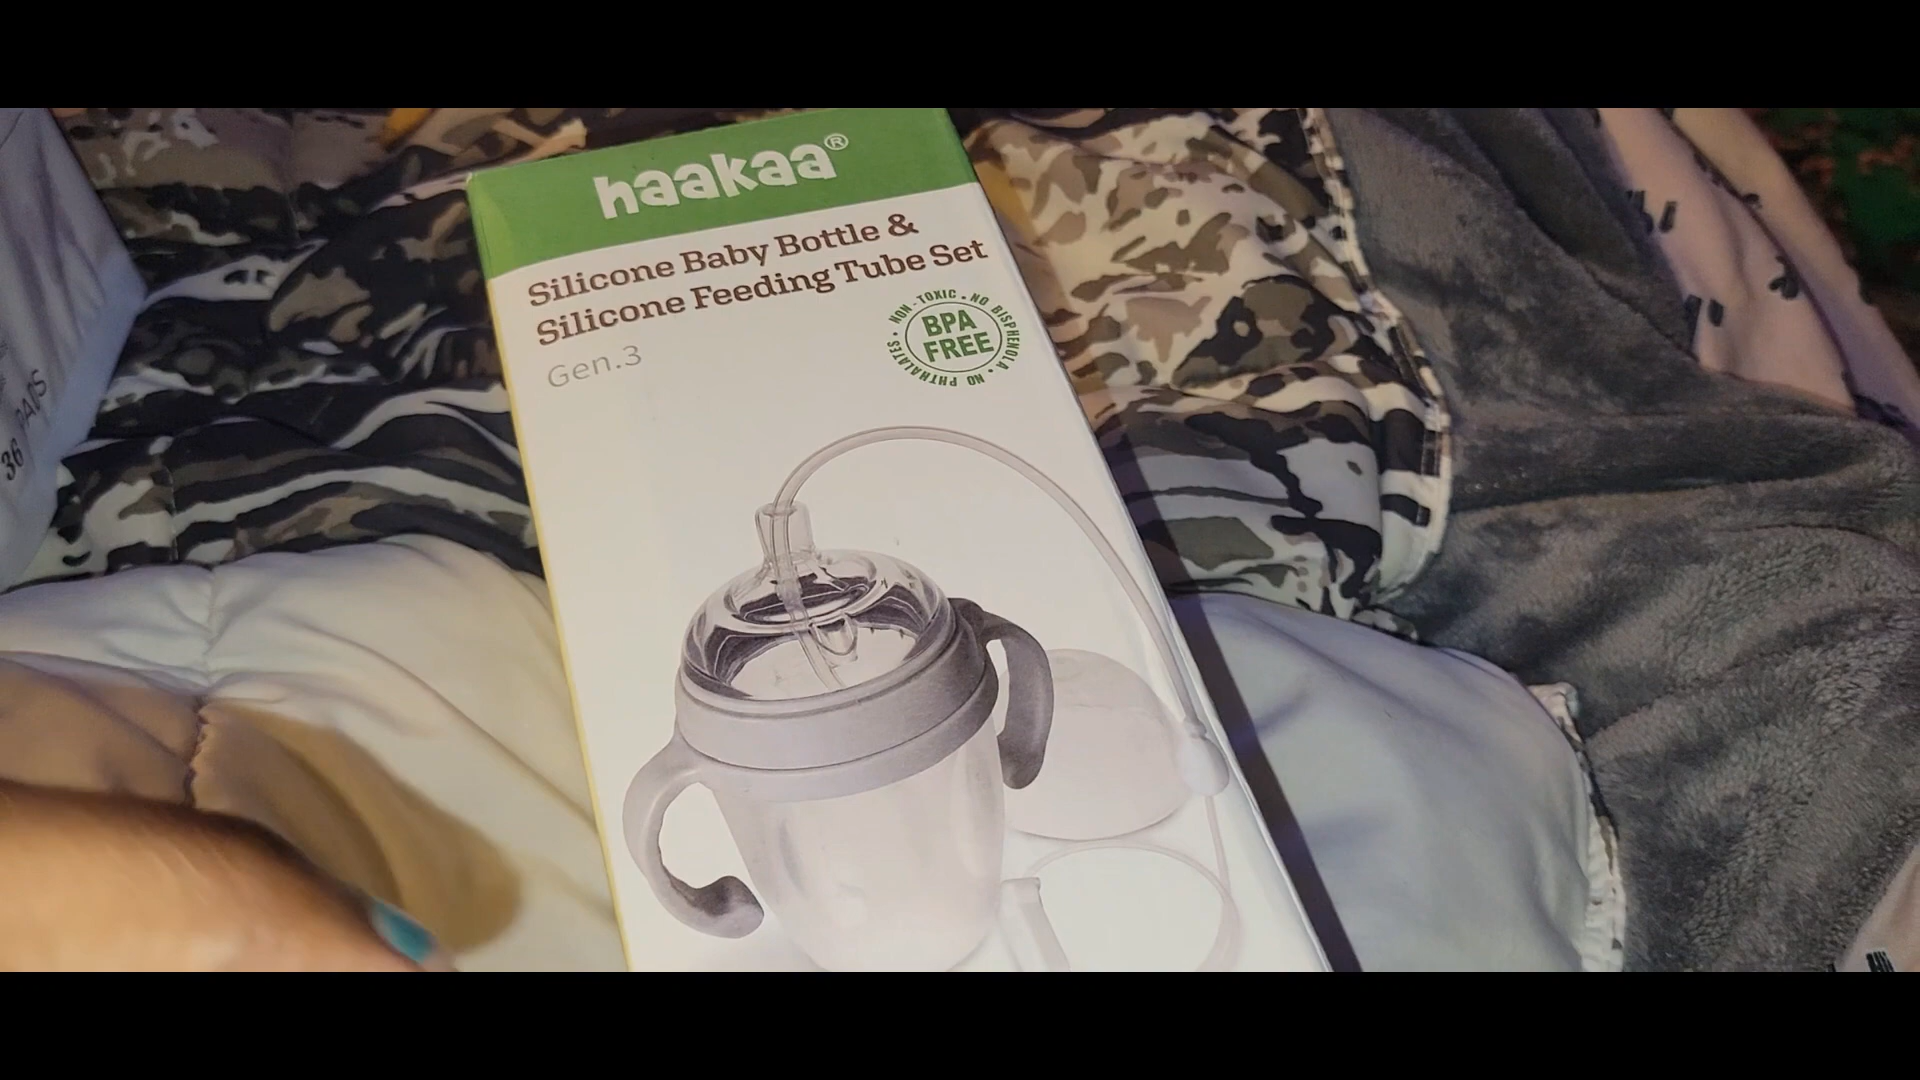 haakaa®
Silicone Baby Bottle &
Silicone Feeding Tube Set
Gen.3
NON-TOXIC • NO BISPHENOL A • NO PHTHALATES •
BPA
FREE
36 PADS